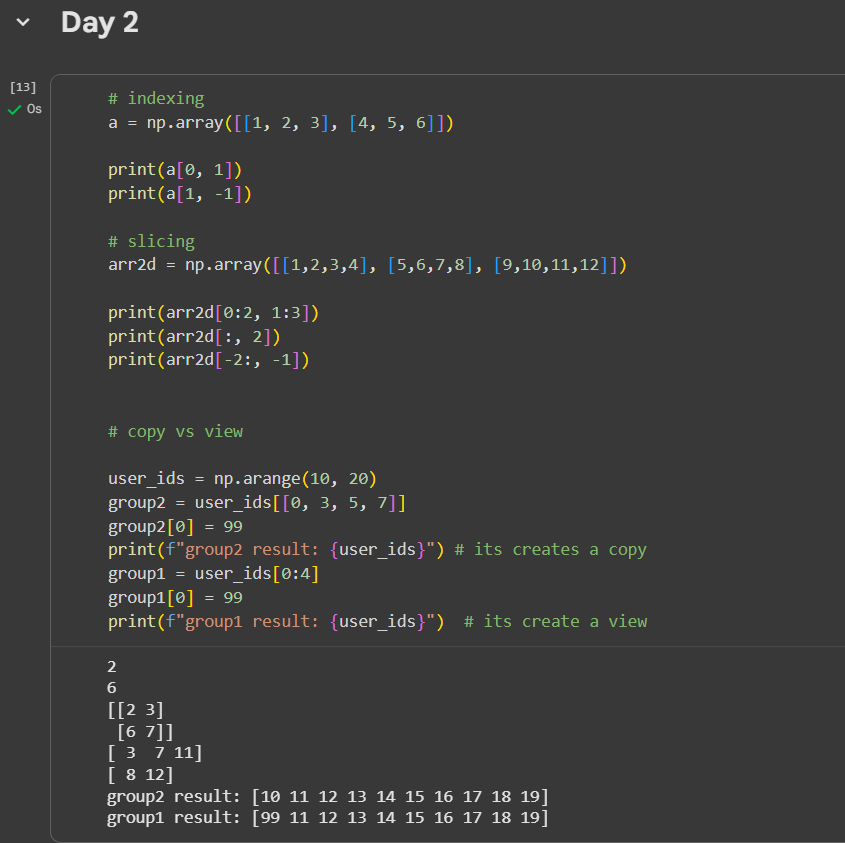 Day 2
[13]
0s
# indexing
a = np.array([[1, 2, 3], [4, 5, 6]])
print(a[0, 1])
print(a[1, -1])
# slicing
arr2d = np.array([[1,2,3,4], [5,6,7,8], [9,10,11,12]])
print(arr2d[0:2, 1:3])
print(arr2d[:, 2])
print(arr2d[-2:, -1])
# copy vs view
user_ids = np.arange(10, 20)
group2 = user_ids[[0, 3, 5, 7]]
group2[0] = 99
print(f"group2 result: {user_ids}") # its creates a copy
group1 = user_ids[0:4]
group1[0] = 99
print(f"group1 result: {user_ids}")  # its create a view
2
6
[[2 3]
 [6 7]]
[ 3  7 11]
[ 8 12]
group2 result: [10 11 12 13 14 15 16 17 18 19]
group1 result: [99 11 12 13 14 15 16 17 18 19]